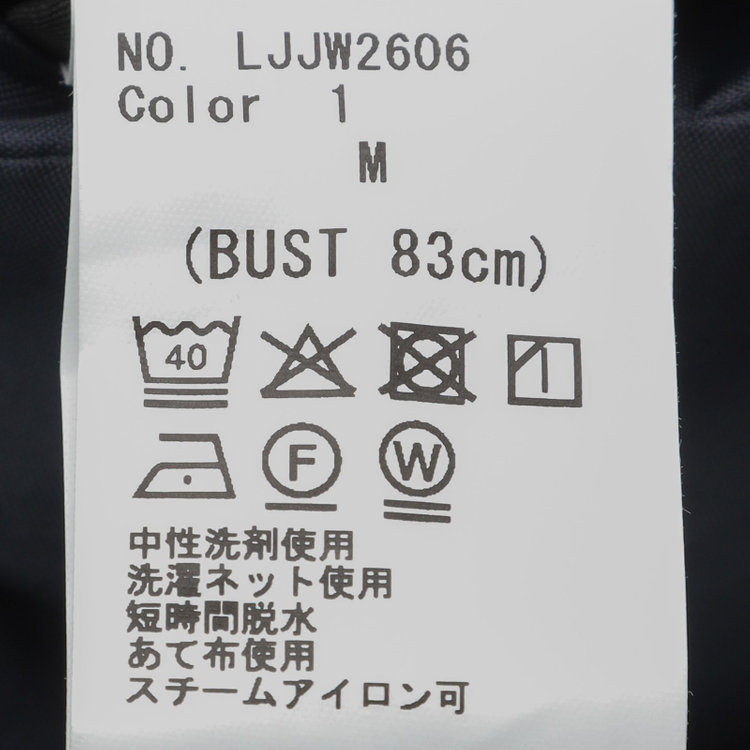 NO. LJJW2606
Color 1
M
(BUST 83cm)
40
F W
中性洗剤使用
洗濯ネット使用
短時間脱水
あて布使用
スチームアイロン可